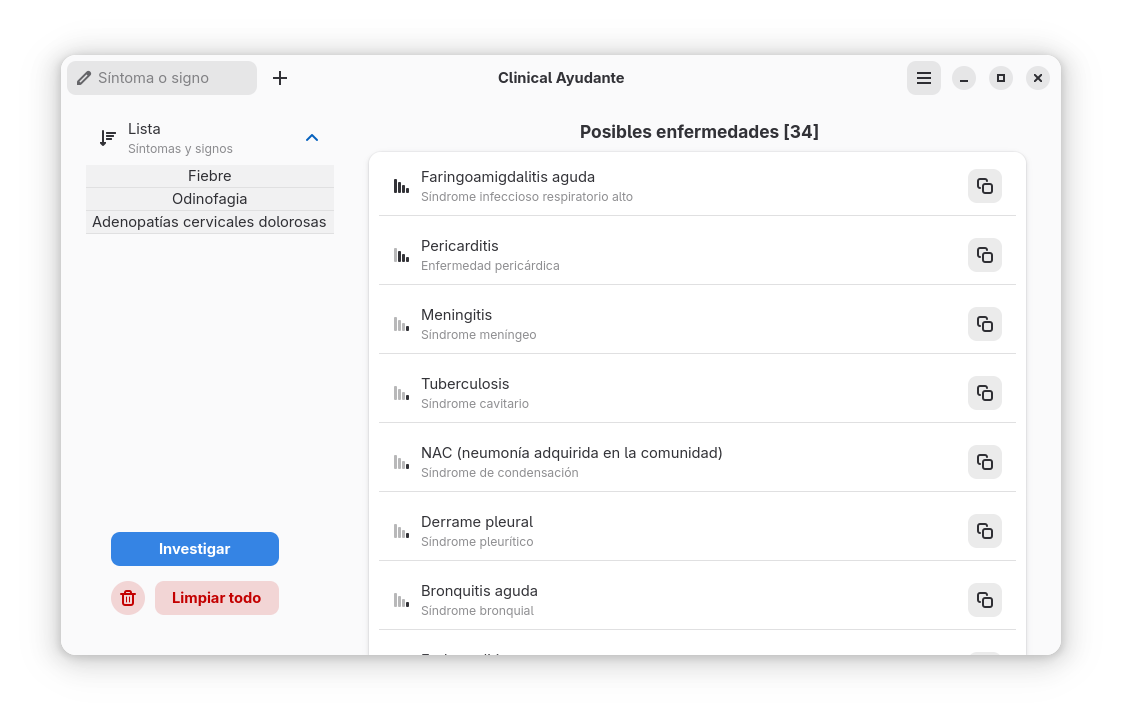 Síntoma o signo
Clinical Ayudante
Lista
Síntomas y signos
Fiebre
Odinofagia
Adenopatías cervicales dolorosas
Investigar
Limpiar todo
Posibles enfermedades [34]
Faringoamigdalitis aguda
Síndrome infeccioso respiratorio alto
Pericarditis
Enfermedad pericárdica
Meningitis
Síndrome meníngeo
Tuberculosis
Síndrome cavitario
NAC (neumonía adquirida en la comunidad)
Síndrome de condensación
Derrame pleural
Síndrome pleurítico
Bronquitis aguda
Síndrome bronquial